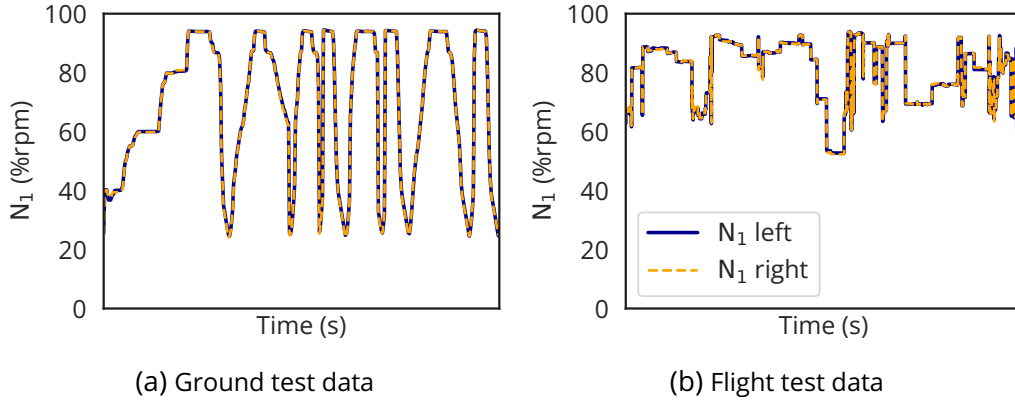 100
80
60
40
20
0
N₁ (%rpm)
Time (s)
(a) Ground test data
100
80
60
40
20
0
N₁ (%rpm)
N₁ left
N₁ right
Time (s)
(b) Flight test data